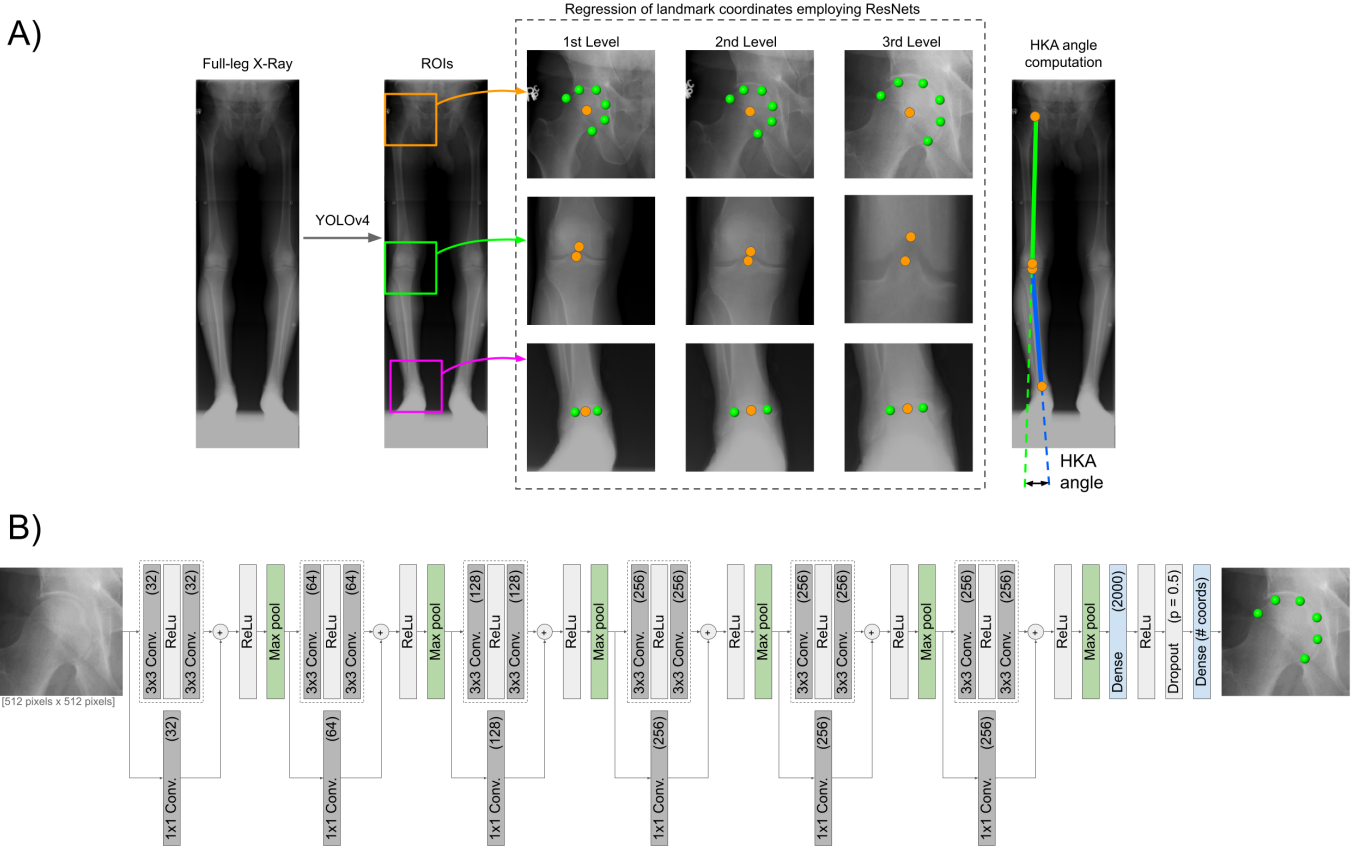 A)
Regression of landmark coordinates employing ResNets
Full-leg X-Ray
ROIs
1st Level
2nd Level
3rd Level
HKA angle
computation
YOLOv4
HKA
angle
B)
[512 pixels x 512 pixels]
3x3 Conv. (32)
ReLu
3x3 Conv. (32)
1x1 Conv. (32)
+
ReLu
Max pool
3x3 Conv. (64)
ReLu
3x3 Conv. (64)
1x1 Conv. (64)
+
ReLu
Max pool
3x3 Conv. (128)
ReLu
3x3 Conv. (128)
1x1 Conv. (128)
+
ReLu
Max pool
3x3 Conv. (256)
ReLu
3x3 Conv. (256)
1x1 Conv. (256)
+
ReLu
Max pool
3x3 Conv. (256)
ReLu
3x3 Conv. (256)
1x1 Conv. (256)
+
ReLu
Max pool
3x3 Conv. (256)
ReLu
3x3 Conv. (256)
1x1 Conv. (256)
+
ReLu
Max pool
Dense (2000)
ReLu
Dropout (p = 0.5)
Dense (# coords)